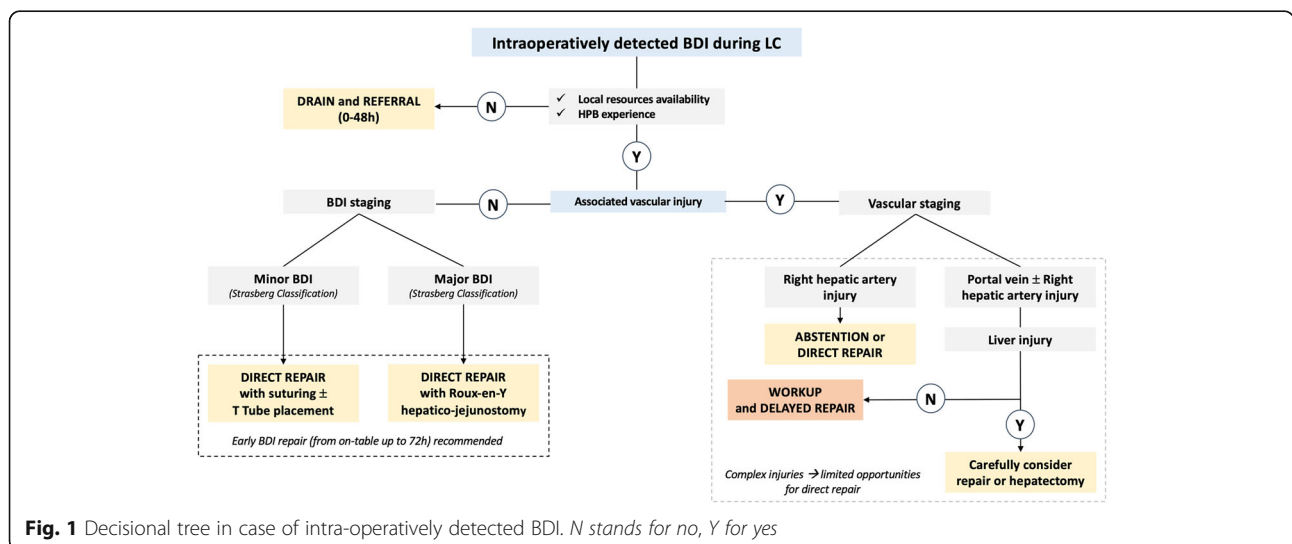 Intraoperatively detected BDI during LC
DRAIN and REFERRAL
(0-48h)
N
✓ Local resources availability
✓ HPB experience
Y
BDI staging
N
Associated vascular injury
Y
Vascular staging
Minor BDI
(Strasberg Classification)
Major BDI
(Strasberg Classification)
Right hepatic artery
injury
Portal vein ± Right
hepatic artery injury
ABSTENTION or
DIRECT REPAIR
Liver injury
DIRECT REPAIR
with suturing ±
T Tube placement
DIRECT REPAIR
with Roux-en-Y
hepatico-jejunostomy
WORKUP
and DELAYED REPAIR
N
Y
Early BDI repair (from on-table up to 72h) recommended
Complex injuries → limited opportunities
for direct repair
Carefully consider
repair or hepatectomy
Fig. 1 Decisional tree in case of intra-operatively detected BDI. N stands for no, Y for yes